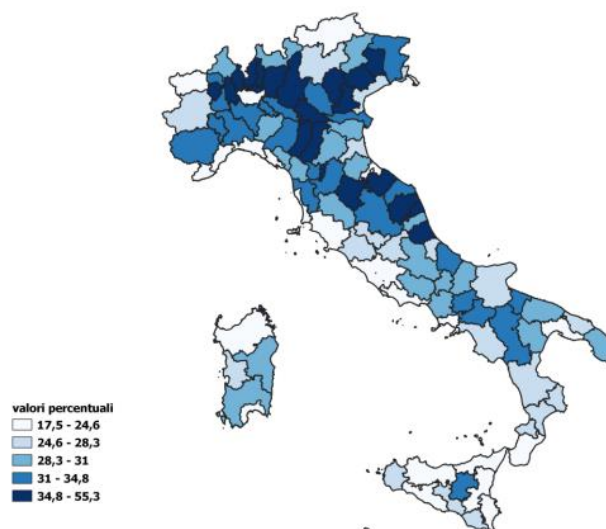 valori percentuali
17,5 - 24,6
24,6 - 28,3
28,3 - 31
31 - 34,8
34,8 - 55,3